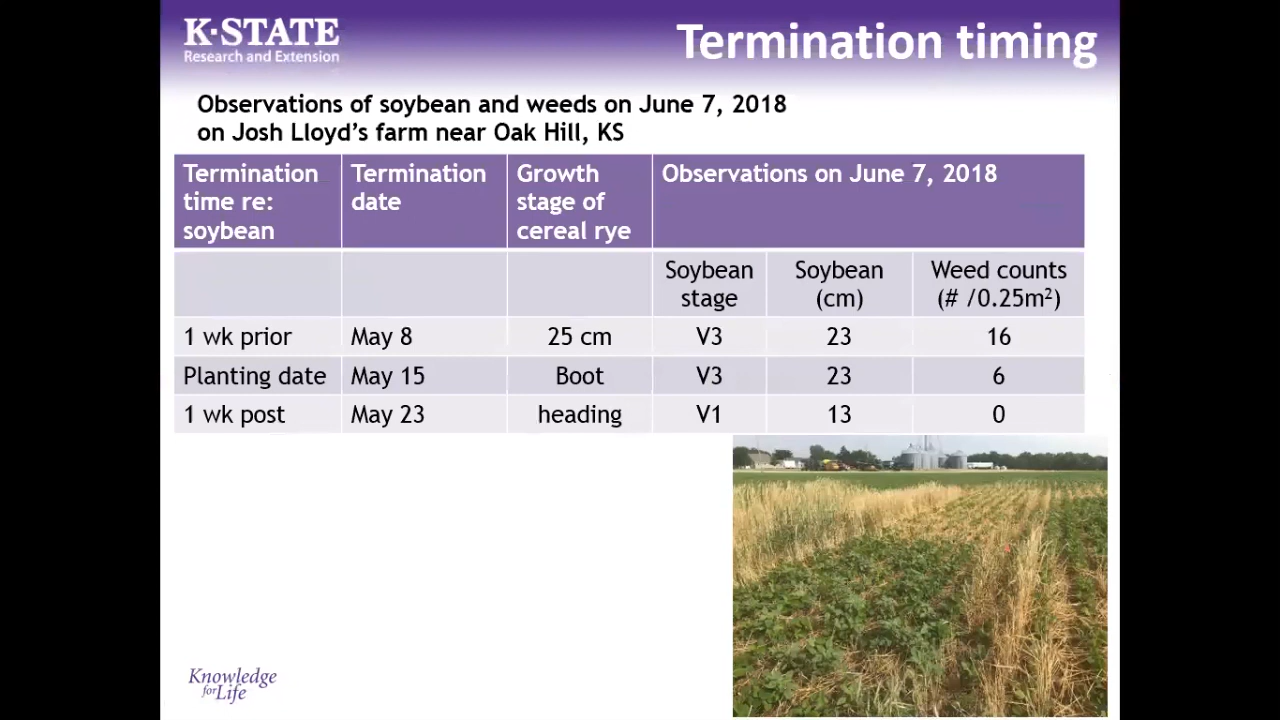 K-STATE
Research and Extension
Termination timing
Observations of soybean and weeds on June 7, 2018
on Josh Lloyd's farm near Oak Hill, KS
Termination time re: soybean
Termination date
Growth stage of cereal rye
Observations on June 7, 2018
Soybean stage
Soybean (cm)
Weed counts (# /0.25m²)
1 wk prior May 8 25 cm V3 23 16
Planting date May 15 Boot V3 23 6
1 wk post May 23 heading V1 13 0
Knowledge
for Life